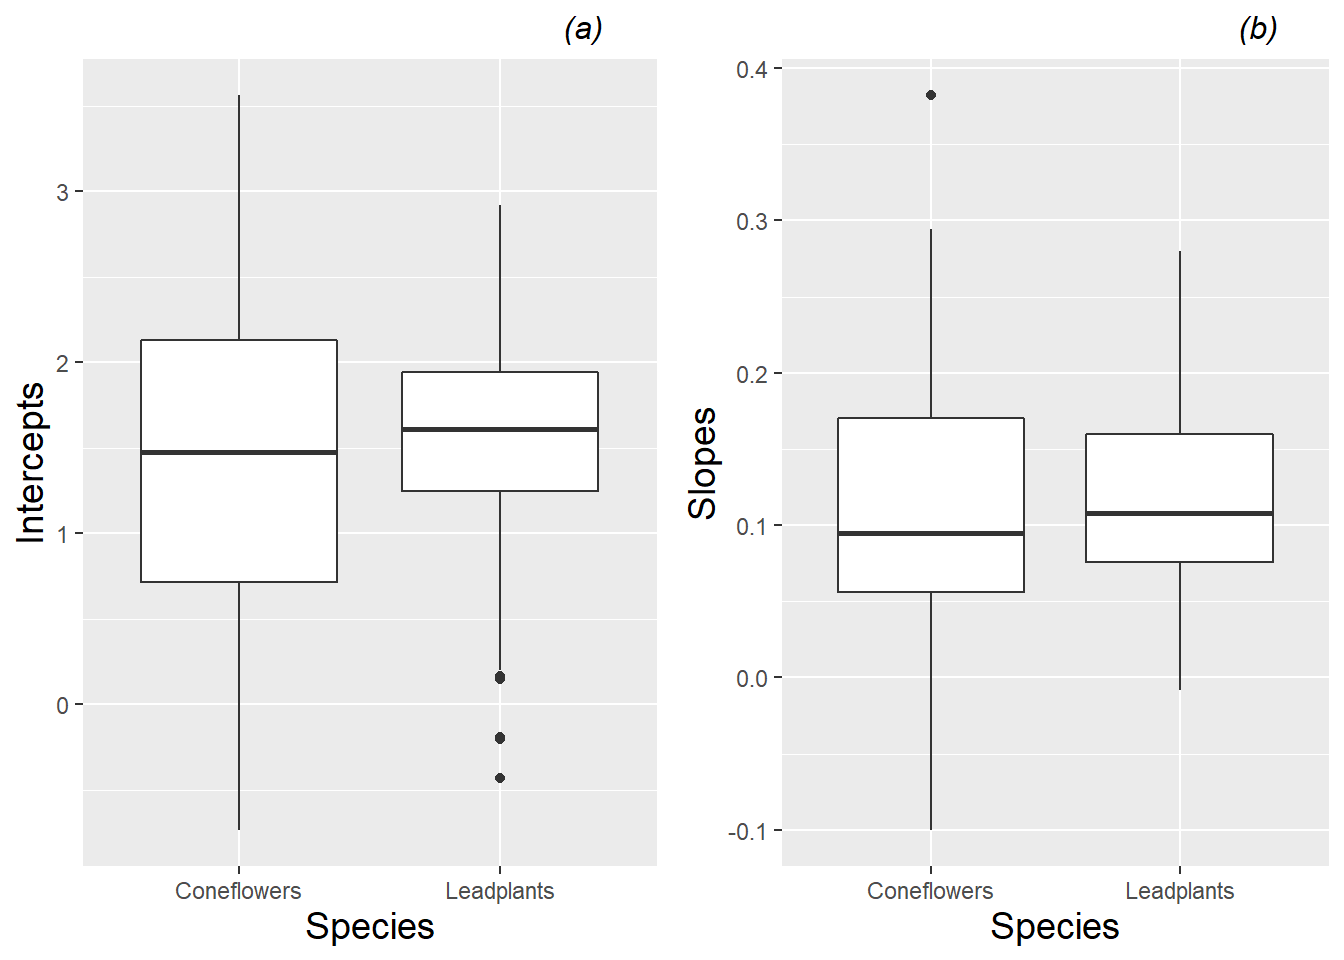 (a)
Intercepts
3
2
1
0
Coneflowers
Leadplants
Species
(b)
Slopes
0.4
0.3
0.2
0.1
0.0
-0.1
Coneflowers
Leadplants
Species